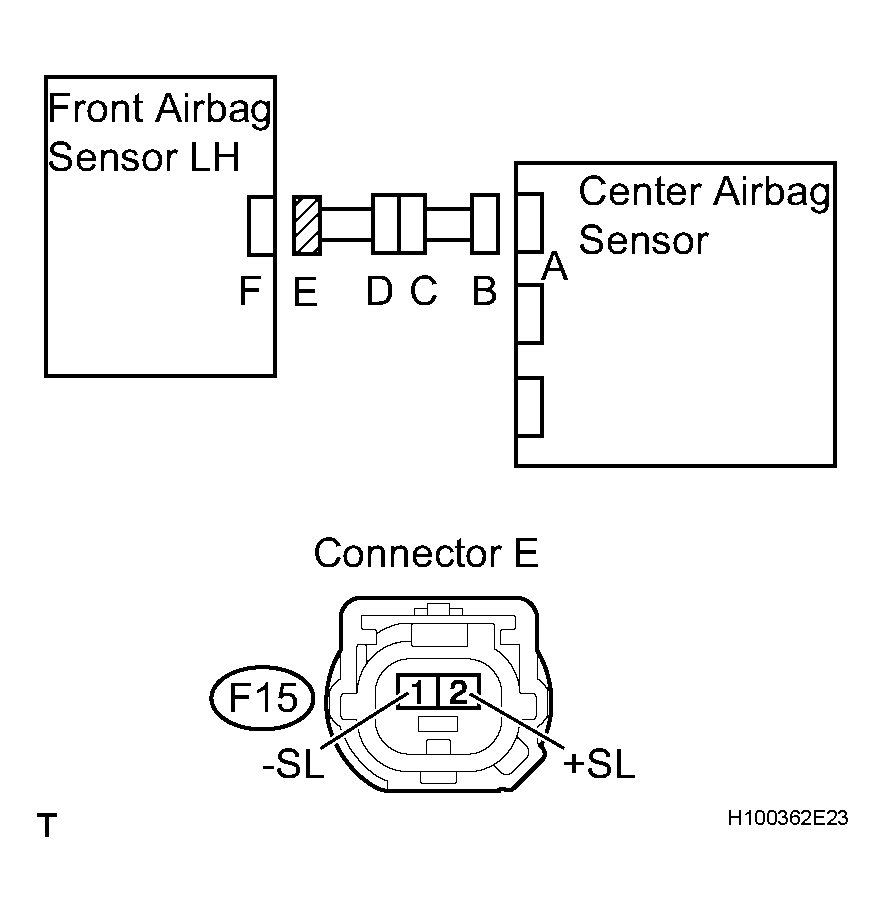 Front Airbag
Sensor LH
Center Airbag
Sensor
A
F E D C B
Connector E
F15
1 2
-SL
+SL
T
H100362E23